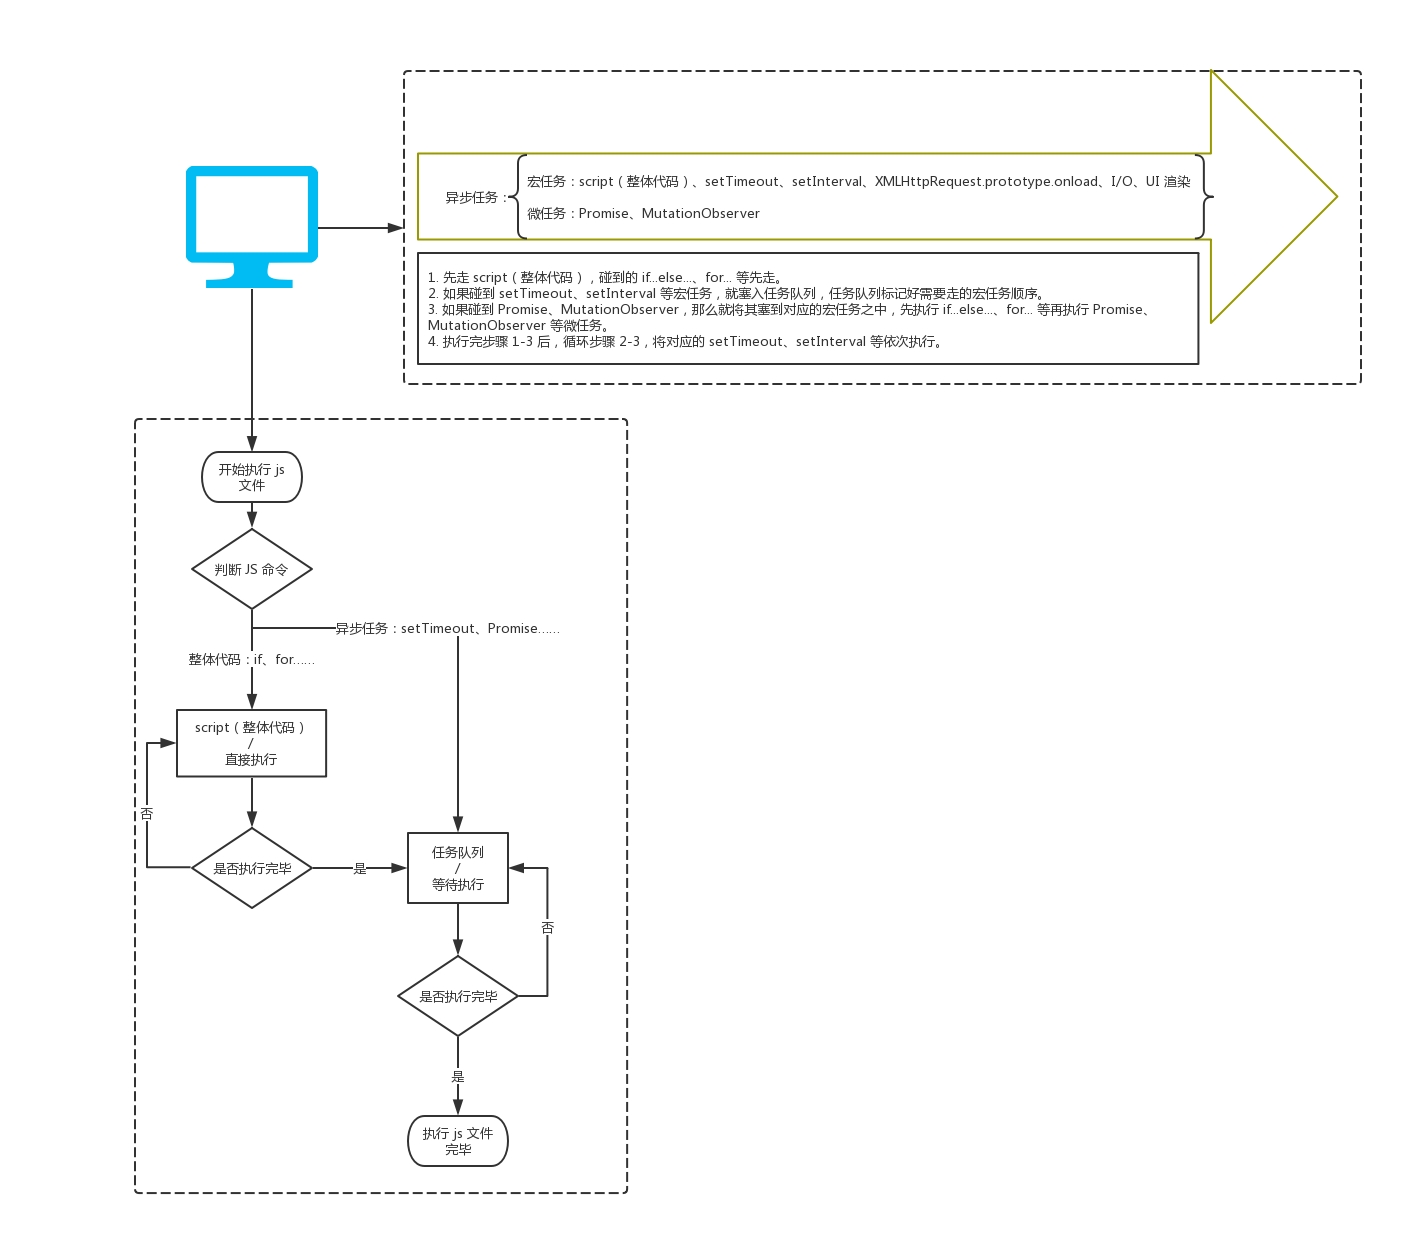 异步任务：
宏任务：script（整体代码）、setTimeout、setInterval、XMLHttpRequest.prototype.onload、I/O、UI 渲染
微任务：Promise、MutationObserver
1. 先走 script（整体代码），碰到的 if...else...、for... 等先走。
2. 如果碰到 setTimeout、setInterval 等宏任务，就塞入任务队列，任务队列标记好需要走的宏任务顺序。
3. 如果碰到 Promise、MutationObserver，那么就将其塞到对应的宏任务之中，先执行 if...else...、for... 等再执行 Promise、
MutationObserver 等微任务。
4. 执行完步骤 1-3 后，循环步骤 2-3，将对应的 setTimeout、setInterval 等依次执行。
开始执行 js
文件
判断 JS 命令
异步任务：setTimeout、Promise……
整体代码：if、for……
script（整体代码）
/
直接执行
否
是否执行完毕
是
任务队列
/
等待执行
否
是否执行完毕
是
执行 js 文件
完毕